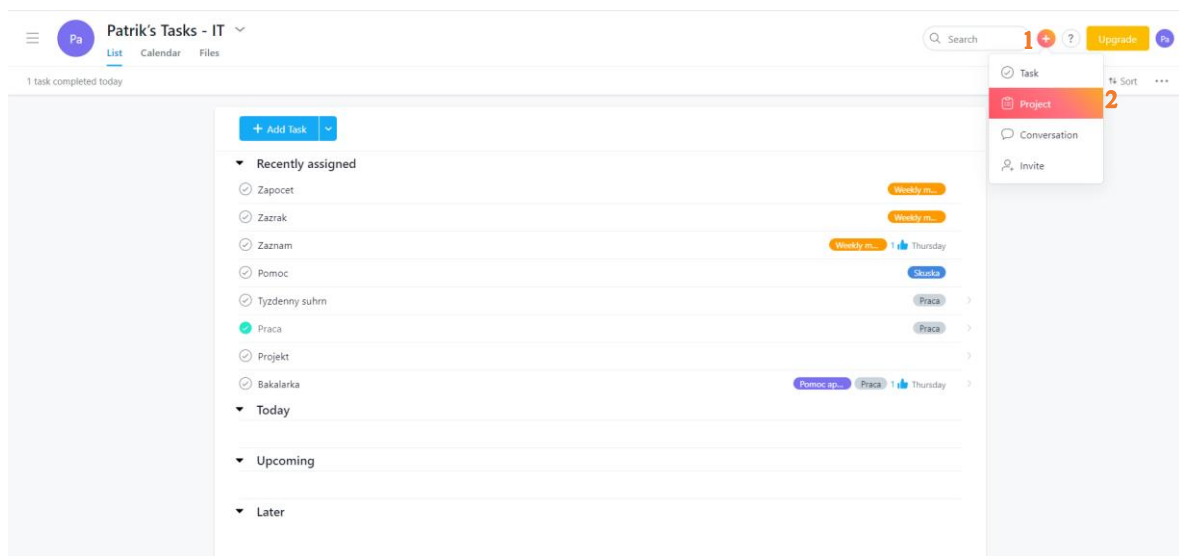 Pa
Patrik's Tasks - IT
List Calendar Files
Search
1
+
?
Upgrade
Pa
1 task completed today
Sort
Task
Project
2
Conversation
Invite
+ Add Task
Recently assigned
Zapocet Weekly m...
Zazrak Weekly m...
Zaznam Weekly m... 1 Thursday
Pomoc Skuska
Tyzdenny suhrn Praca
Praca Praca
Projekt
Bakalarka Pomoc ap... Praca 1 Thursday
Today
Upcoming
Later